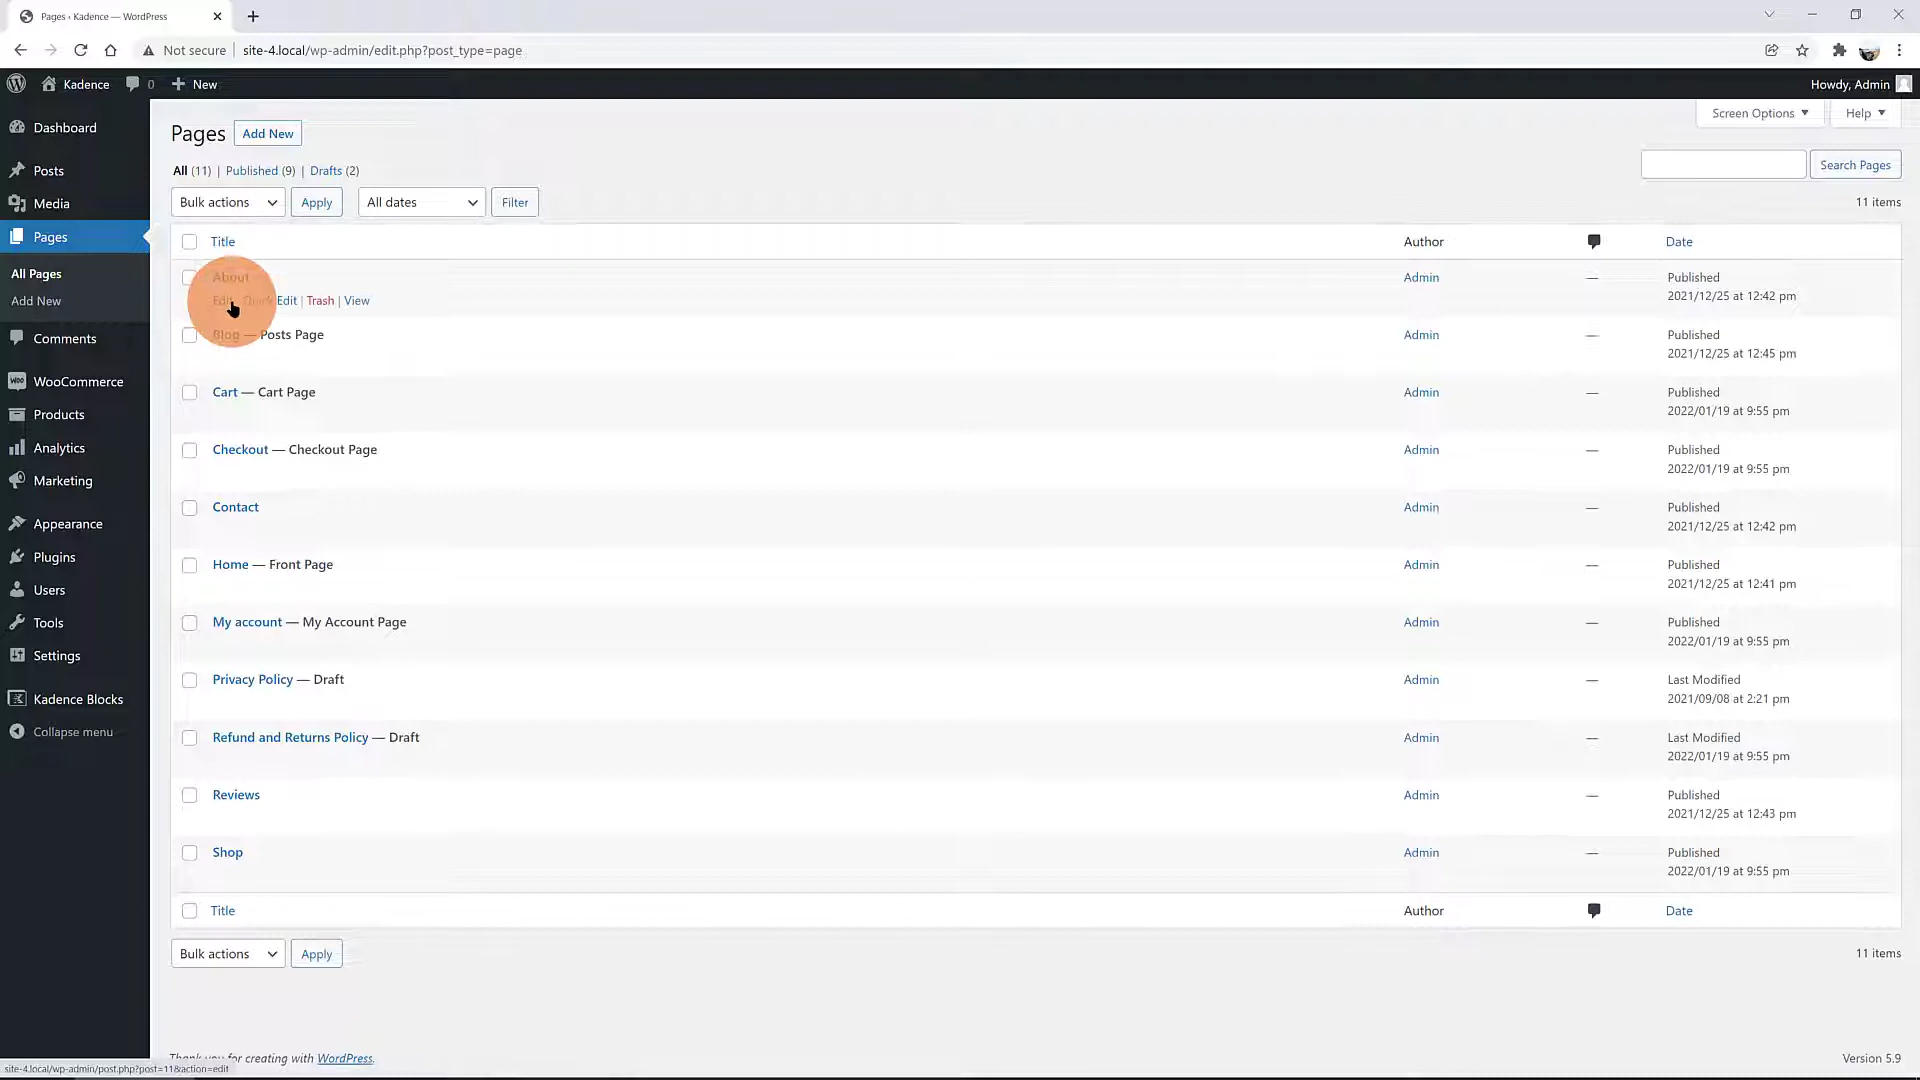 Pages ‹ Kadence — WordPress
Not secure site-4.local/wp-admin/edit.php?post_type=page
Kadence 0 New Howdy, Admin
Screen Options Help
Dashboard
Posts
Media
Pages
All Pages
Add New
Comments
WooCommerce
Products
Analytics
Marketing
Appearance
Plugins
Users
Tools
Settings
Kadence Blocks
Collapse menu
Pages Add New
All (11) | Published (9) | Drafts (2)
Search Pages
Bulk actions Apply All dates Filter 11 items
Title Author Date
About Admin — Published
2021/12/25 at 12:42 pm
Edit Quick Edit | Trash | View
Blog — Posts Page Admin — Published
2021/12/25 at 12:45 pm
Cart — Cart Page Admin — Published
2022/01/19 at 9:55 pm
Checkout — Checkout Page Admin — Published
2022/01/19 at 9:55 pm
Contact Admin — Published
2021/12/25 at 12:42 pm
Home — Front Page Admin — Published
2021/12/25 at 12:41 pm
My account — My Account Page Admin — Published
2022/01/19 at 9:55 pm
Privacy Policy — Draft Admin — Last Modified
2021/09/08 at 2:21 pm
Refund and Returns Policy — Draft Admin — Last Modified
2022/01/19 at 9:55 pm
Reviews Admin — Published
2021/12/25 at 12:43 pm
Shop Admin — Published
2022/01/19 at 9:55 pm
Title Author Date
Bulk actions Apply 11 items
Thank you for creating with WordPress. Version 5.9
site-4.local/wp-admin/post.php?post=11&action=edit